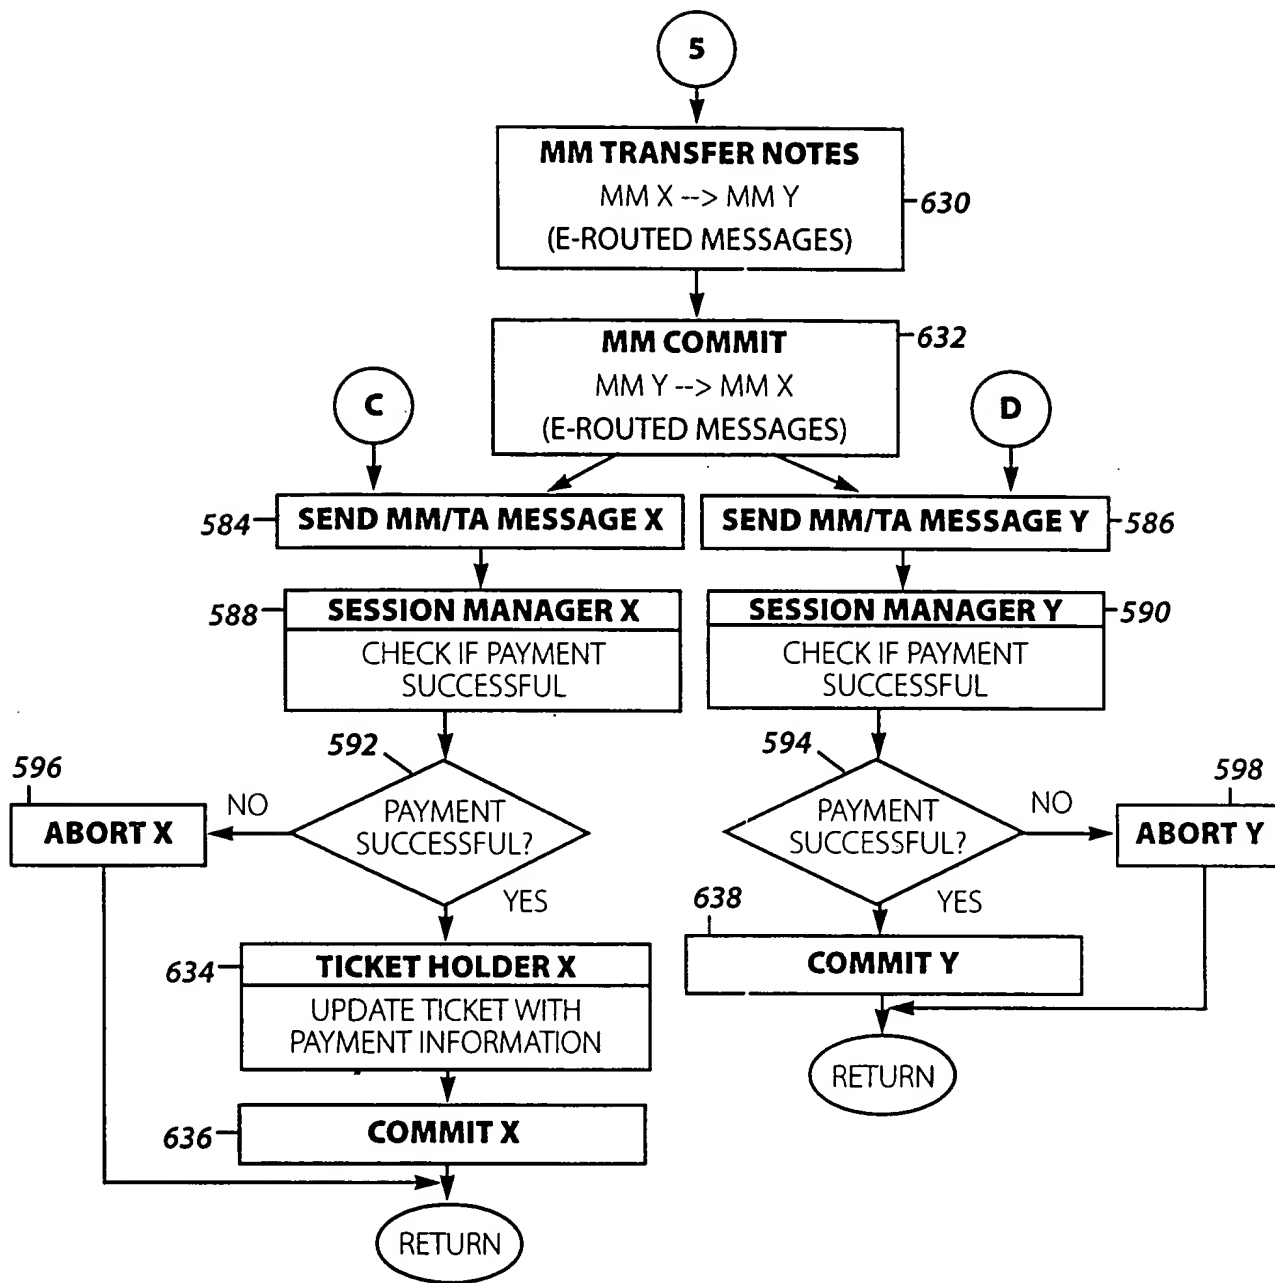 5
MM TRANSFER NOTES
MM X --> MM Y
(E-ROUTED MESSAGES)
630
MM COMMIT
MM Y --> MM X
(E-ROUTED MESSAGES)
632
C
D
584
SEND MM/TA MESSAGE X
SEND MM/TA MESSAGE Y
586
588
SESSION MANAGER X
CHECK IF PAYMENT
SUCCESSFUL
SESSION MANAGER Y
CHECK IF PAYMENT
SUCCESSFUL
590
592
594
596
598
NO
PAYMENT
SUCCESSFUL?
PAYMENT
SUCCESSFUL?
NO
ABORT X
ABORT Y
YES
638
YES
634
TICKET HOLDER X
UPDATE TICKET WITH
PAYMENT INFORMATION
COMMIT Y
RETURN
636
COMMIT X
RETURN